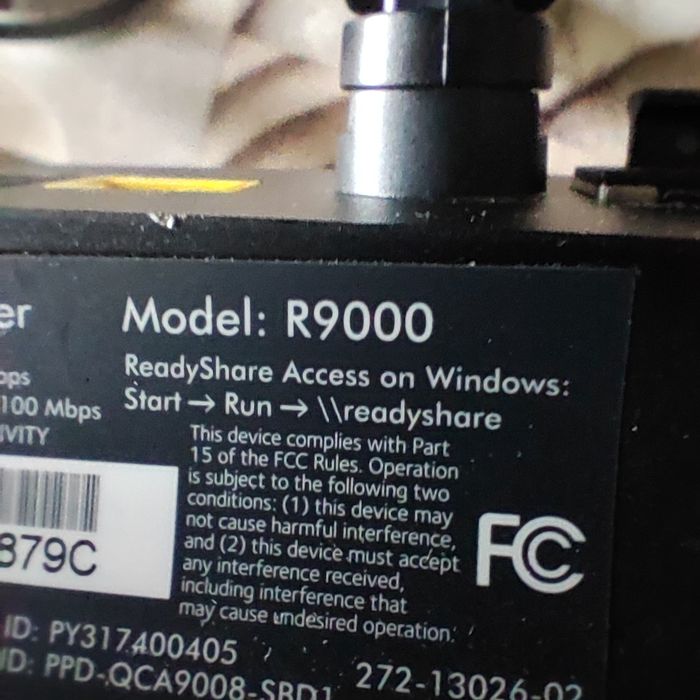 er
Model: R9000
ReadyShare Access on Windows:
Start → Run → \\readyshare
100 Mbps
This device complies with Part
15 of the FCC Rules. Operation
is subject to the following two
conditions: (1) this device may
not cause harmful interference,
and (2) this device must accept
any interference received,
including interference that
may cause undesired operation.
FC
879C
ID: PY317400405
ID: PPD-QCA9008-SBD1
272-13026-02